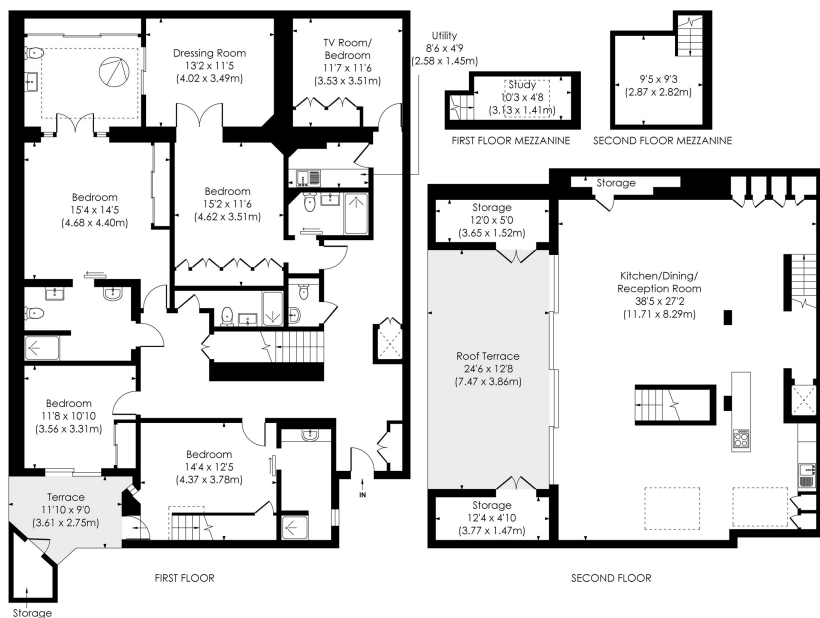 Dressing Room
13'2 x 11'5
(4.02 x 3.49m)
TV Room/
Bedroom
11'7 x 11'6
(3.53 x 3.51m)
Utility
8'6 x 4'9
(2.58 x 1.45m)
Study
10'3 x 4'8
(3.13 x 1.41m)
FIRST FLOOR MEZZANINE
9'5 x 9'3
(2.87 x 2.82m)
SECOND FLOOR MEZZANINE
Bedroom
15'4 x 14'5
(4.68 x 4.40m)
Bedroom
15'2 x 11'6
(4.62 x 3.51m)
Bedroom
11'8 x 10'10
(3.56 x 3.31m)
Bedroom
14'4 x 12'5
(4.37 x 3.78m)
IN
Terrace
11'10 x 9'0
(3.61 x 2.75m)
Storage
FIRST FLOOR
Storage
Storage
12'0 x 5'0
(3.65 x 1.52m)
Kitchen/Dining/
Reception Room
38'5 x 27'2
(11.71 x 8.29m)
Roof Terrace
24'6 x 12'8
(7.47 x 3.86m)
Storage
12'4 x 4'10
(3.77 x 1.47m)
SECOND FLOOR